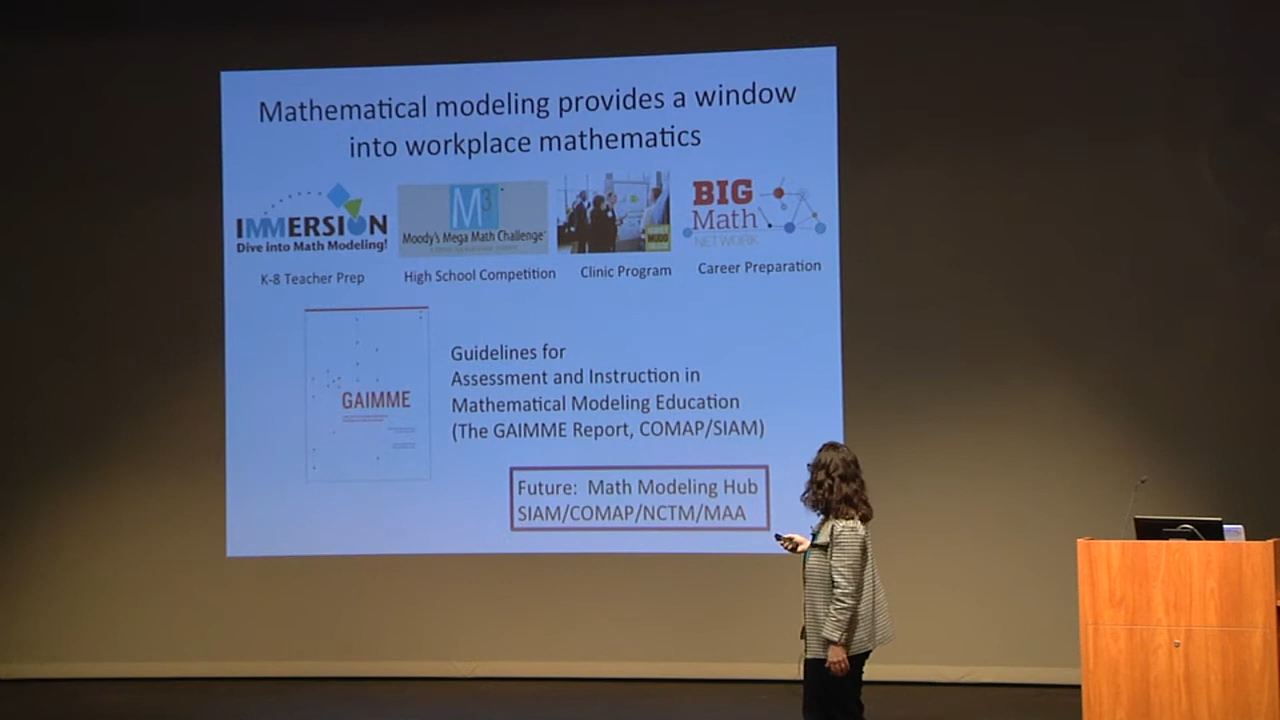 Mathematical modeling provides a window
into workplace mathematics
IMMERSION
Dive into Math Modeling!
K-8 Teacher Prep
M3
Moody's Mega Math Challenge
High School Competition
Clinic Program
BIG
Math
NETWORK
Career Preparation
GAIMME
Guidelines for
Assessment and Instruction in
Mathematical Modeling Education
(The GAIMME Report, COMAP/SIAM)
Future: Math Modeling Hub
SIAM/COMAP/NCTM/MAA